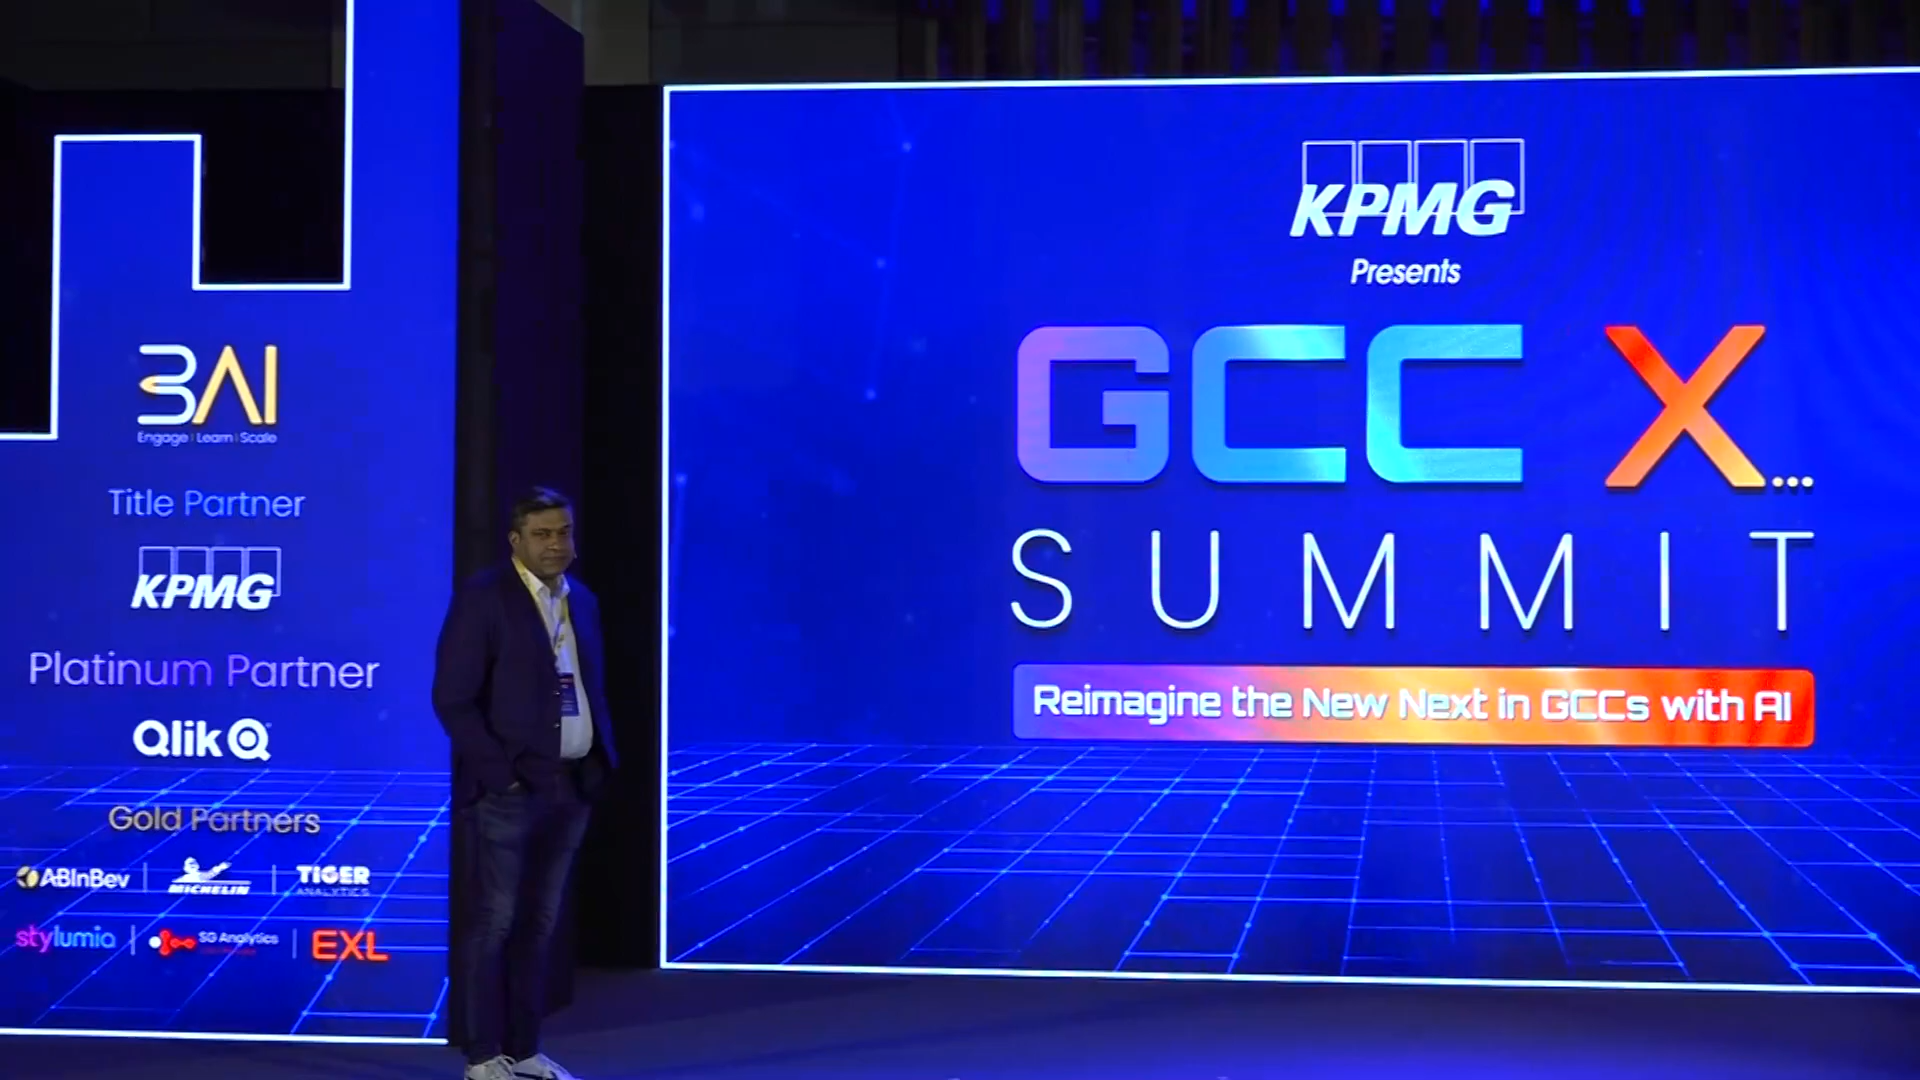 3AI
Engage | Learn | Scale
Title Partner
KPMG
Platinum Partner
Qlik
Gold Partners
ABInBev | MICHELIN | TIGER ANALYTICS
stylumia | SG Analytics | EXL
KPMG
Presents
GCC X...
SUMMIT
Reimagine the New Next in GCCs with AI